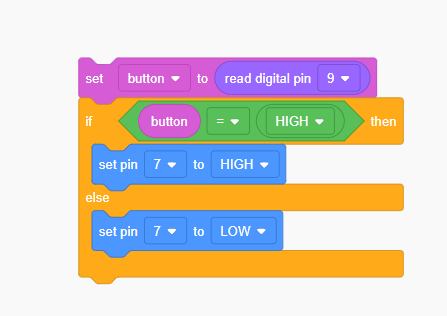 set button to read digital pin 9
if button = HIGH then
set pin 7 to HIGH
else
set pin 7 to LOW